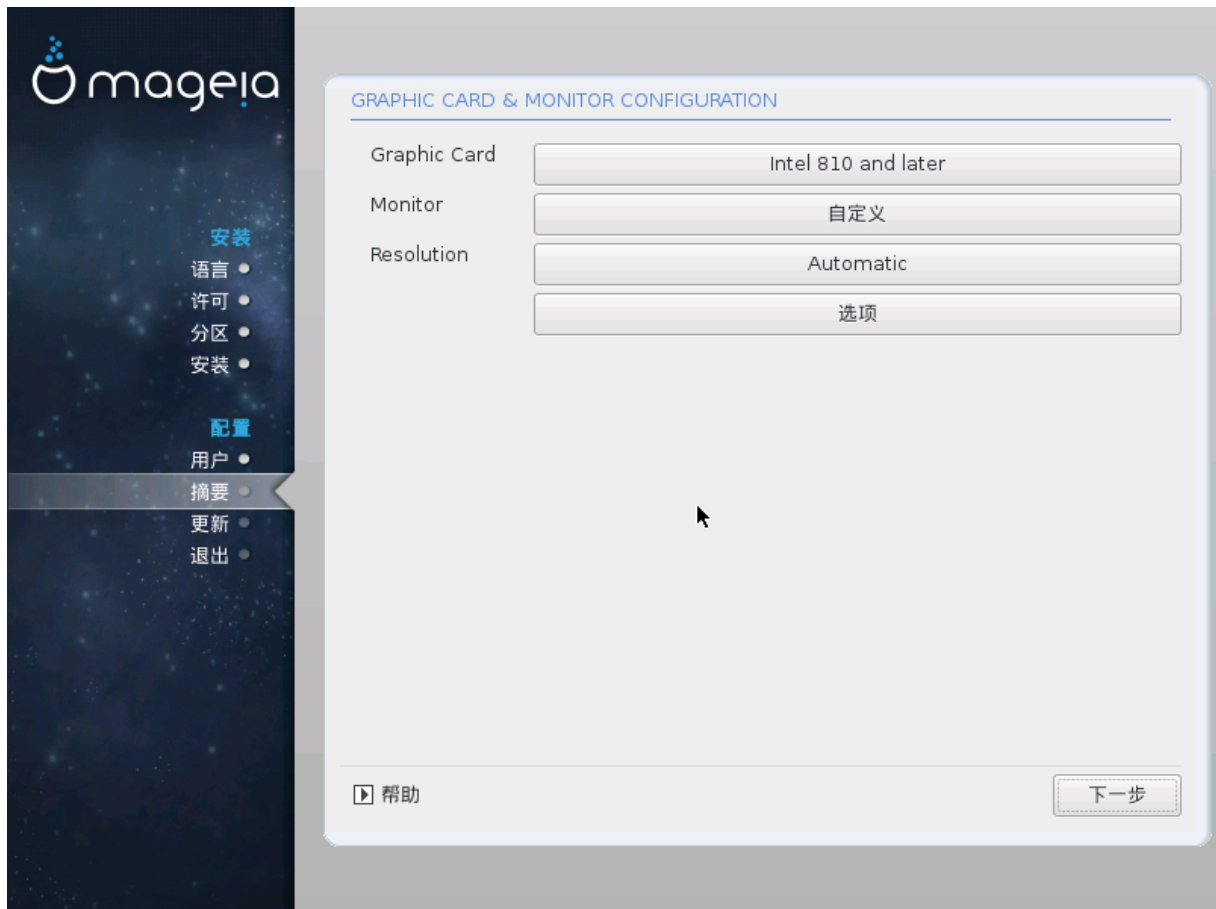 mageia
安装
语言
许可
分区
安装
配置
用户
摘要
更新
退出
GRAPHIC CARD & MONITOR CONFIGURATION
Graphic Card
Intel 810 and later
Monitor
自定义
Resolution
Automatic
选项
帮助
下一步